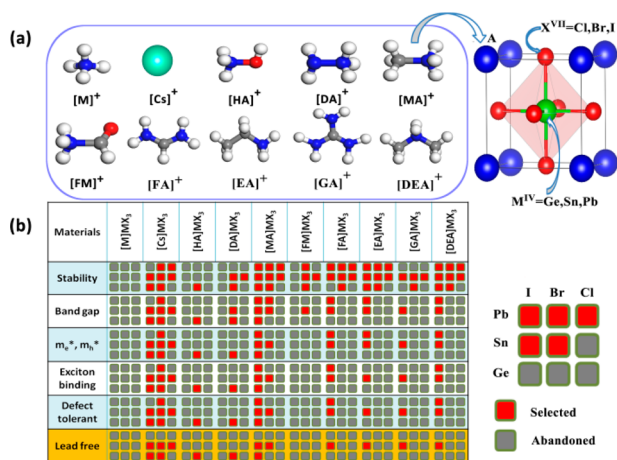 (a)
A
X^VII=Cl,Br,I
[M]⁺
[Cs]⁺
[HA]⁺
[DA]⁺
[MA]⁺
[FM]⁺
[FA]⁺
[EA]⁺
[GA]⁺
[DEA]⁺
M^IV=Ge,Sn,Pb
(b)
Materials
[M]MX₃
[Cs]MX₃
[HA]MX₃
[DA]MX₃
[MA]MX₃
[FM]MX₃
[FA]MX₃
[EA]MX₃
[GA]MX₃
[DEA]MX₃
Stability
Band gap
mₑ*, mₕ*
Exciton
binding
Defect
tolerant
Lead free
I Br Cl
Pb
Sn
Ge
Selected
Abandoned